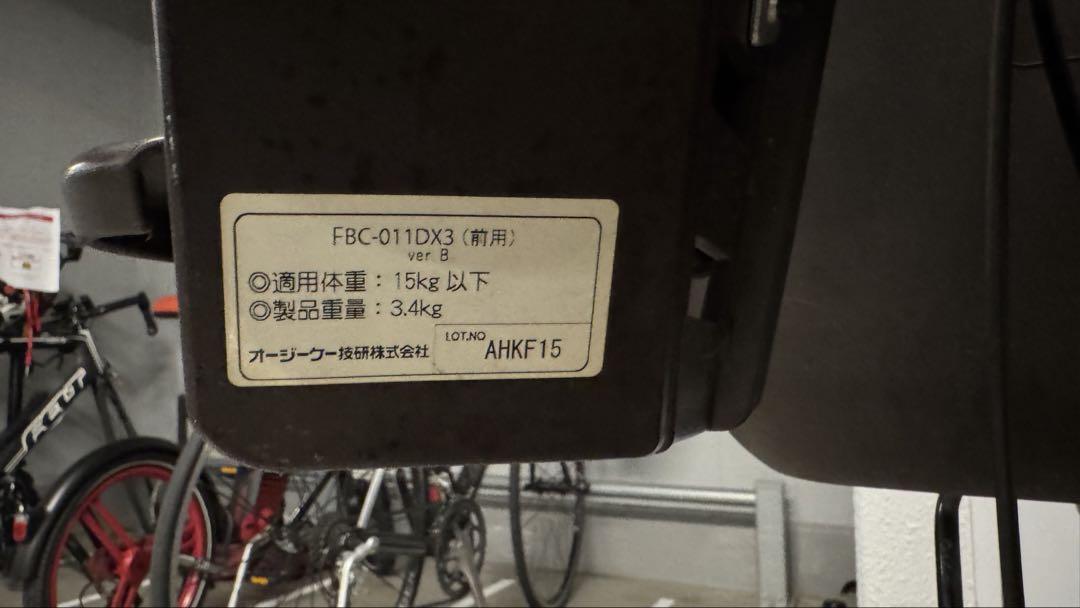 FBC-011DX3（前用）
ver B
◎適用体重：15kg 以下
◎製品重量：3.4kg
オージーケー技研株式会社
LOT.NO AHKF15